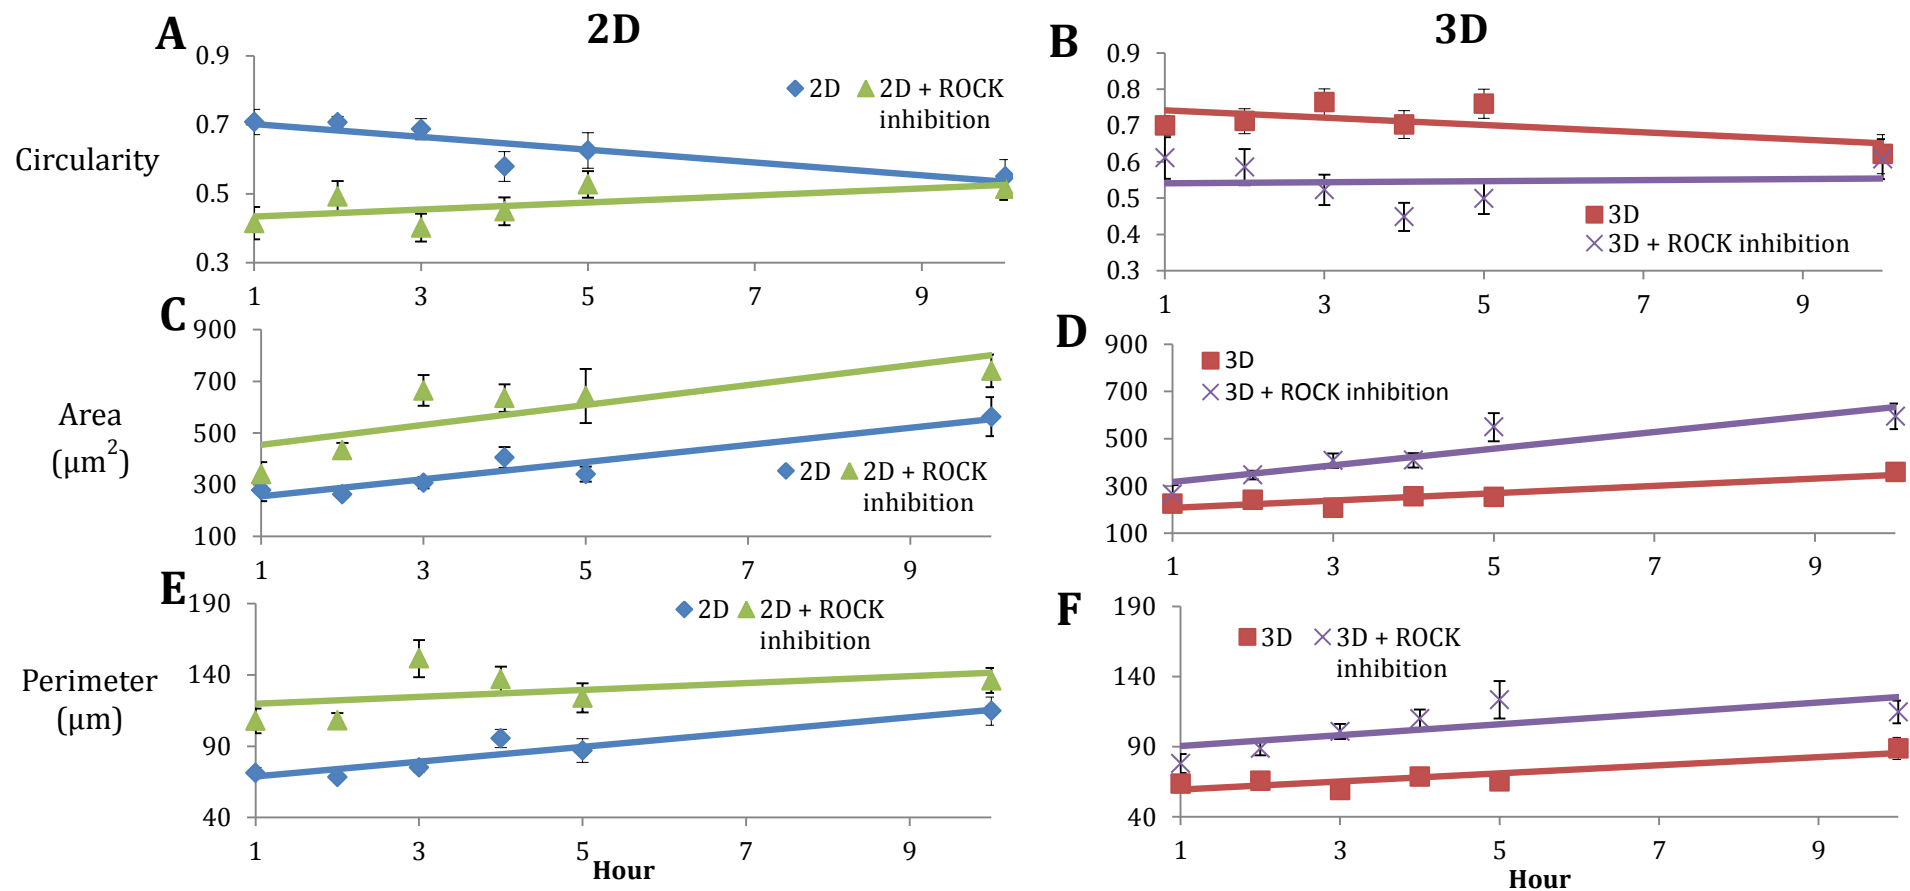 A
2D
B
3D
Circularity
0.9
0.7
0.5
0.3
1
3
5
7
9
2D
2D + ROCK
inhibition
0.9
0.8
0.7
0.6
0.5
0.4
0.3
1
3
5
7
9
3D
3D + ROCK inhibition
C
D
Area
(μm2)
900
700
500
300
100
1
3
5
7
9
2D
2D + ROCK
inhibition
900
700
500
300
100
1
3
5
7
9
3D
3D + ROCK inhibition
E
F
Perimeter
(μm)
190
140
90
40
1
3
5
7
9
Hour
2D
2D + ROCK
inhibition
190
140
90
40
1
3
5
7
9
Hour
3D
3D + ROCK
inhibition